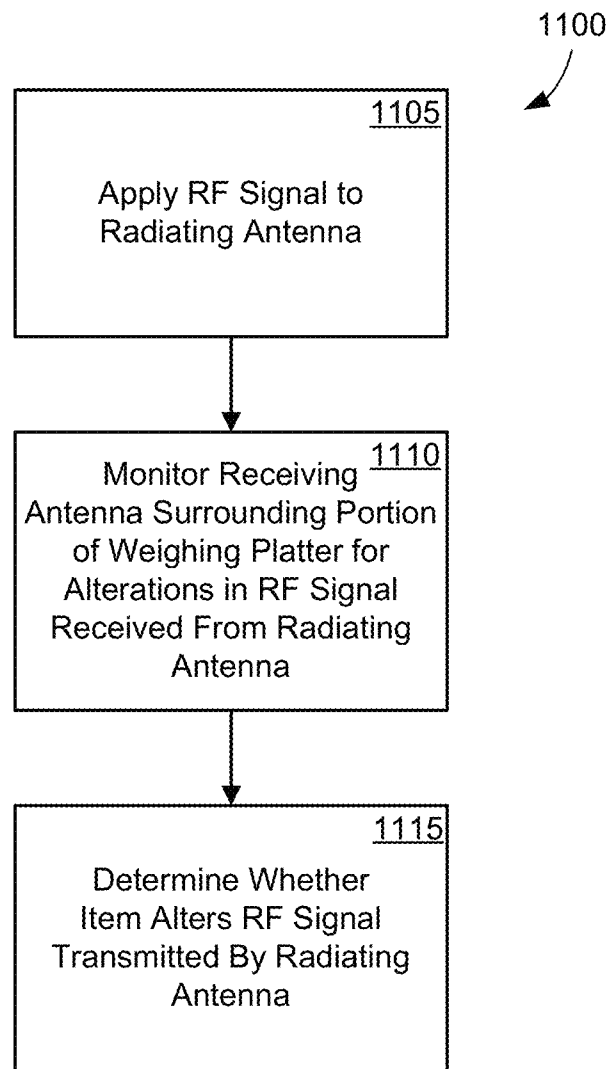 1100
1105
Apply RF Signal to
Radiating Antenna
1110
Monitor Receiving
Antenna Surrounding Portion
of Weighing Platter for
Alterations in RF Signal
Received From Radiating
Antenna
1115
Determine Whether
Item Alters RF Signal
Transmitted By Radiating
Antenna